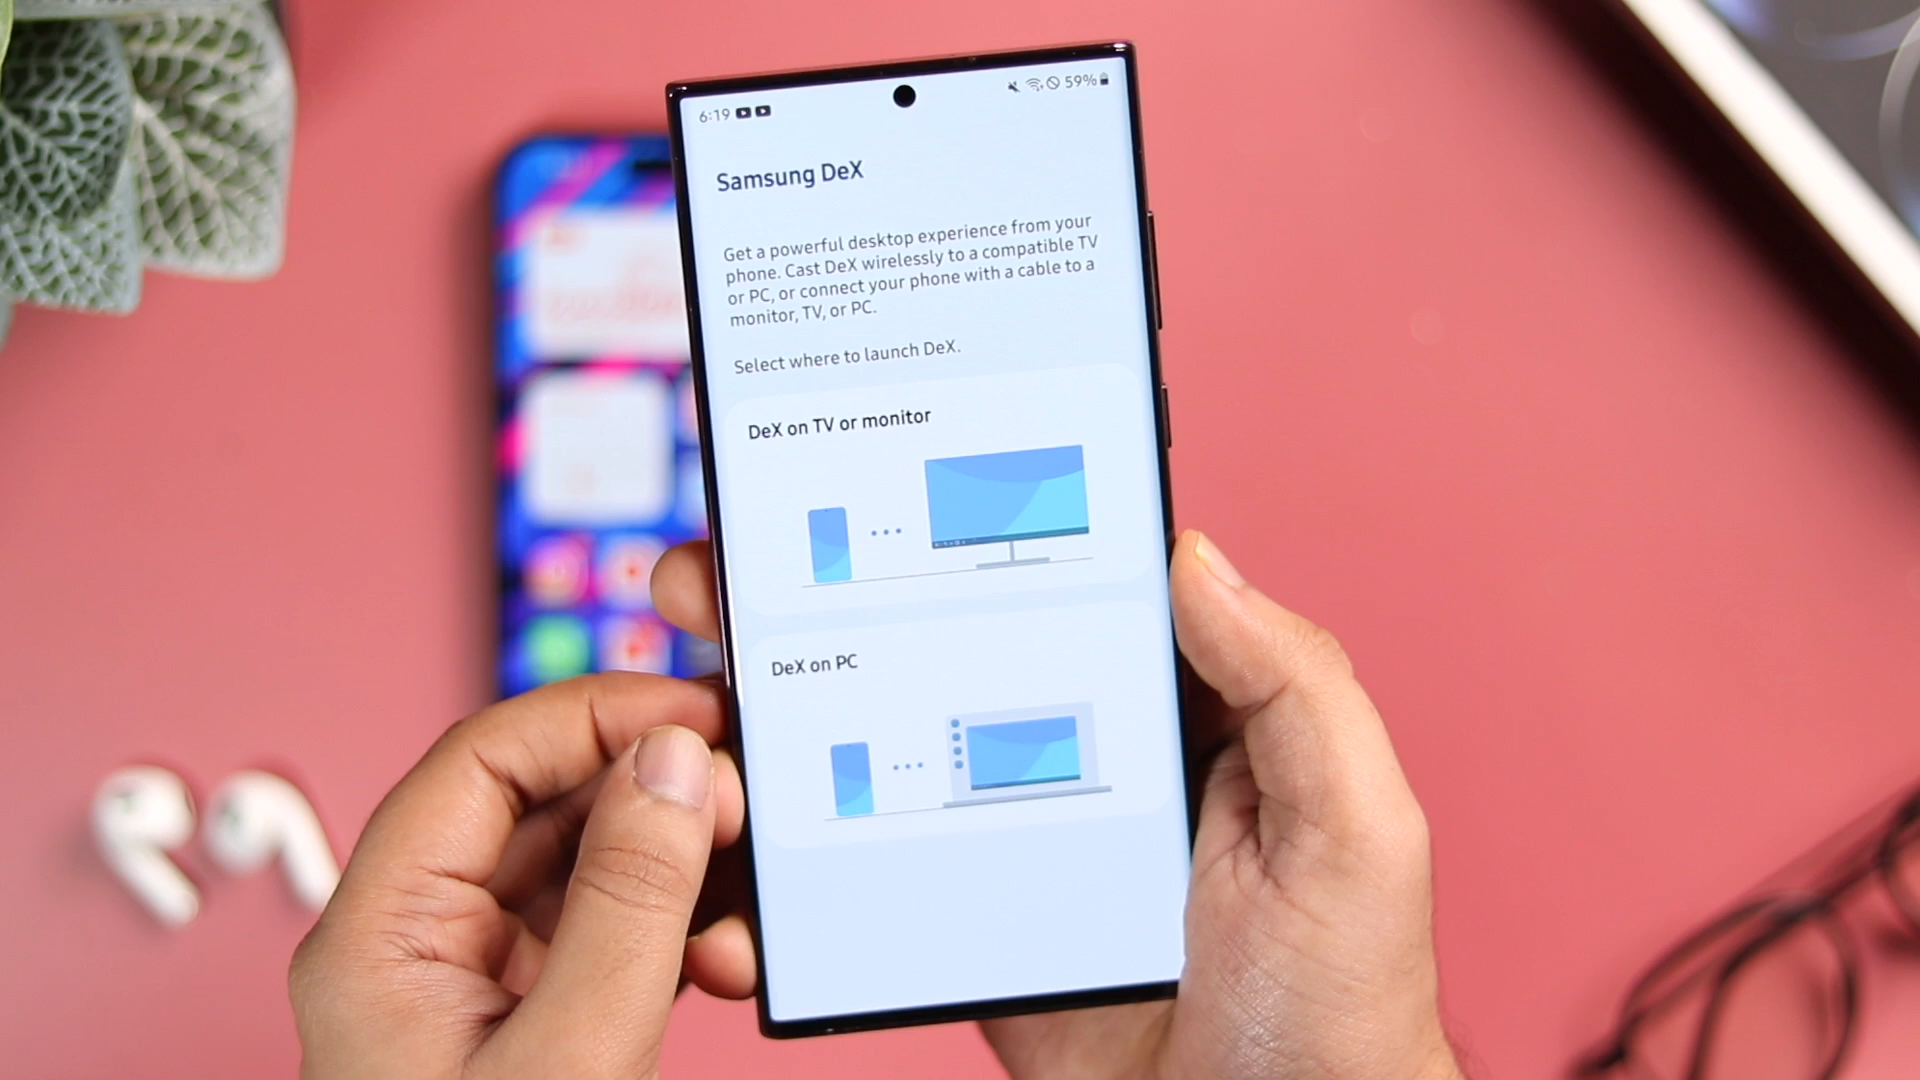 6:19
59%
Samsung DeX
Get a powerful desktop experience from your
phone. Cast DeX wirelessly to a compatible TV
or PC, or connect your phone with a cable to a
monitor, TV, or PC.
Select where to launch DeX.
DeX on TV or monitor
DeX on PC